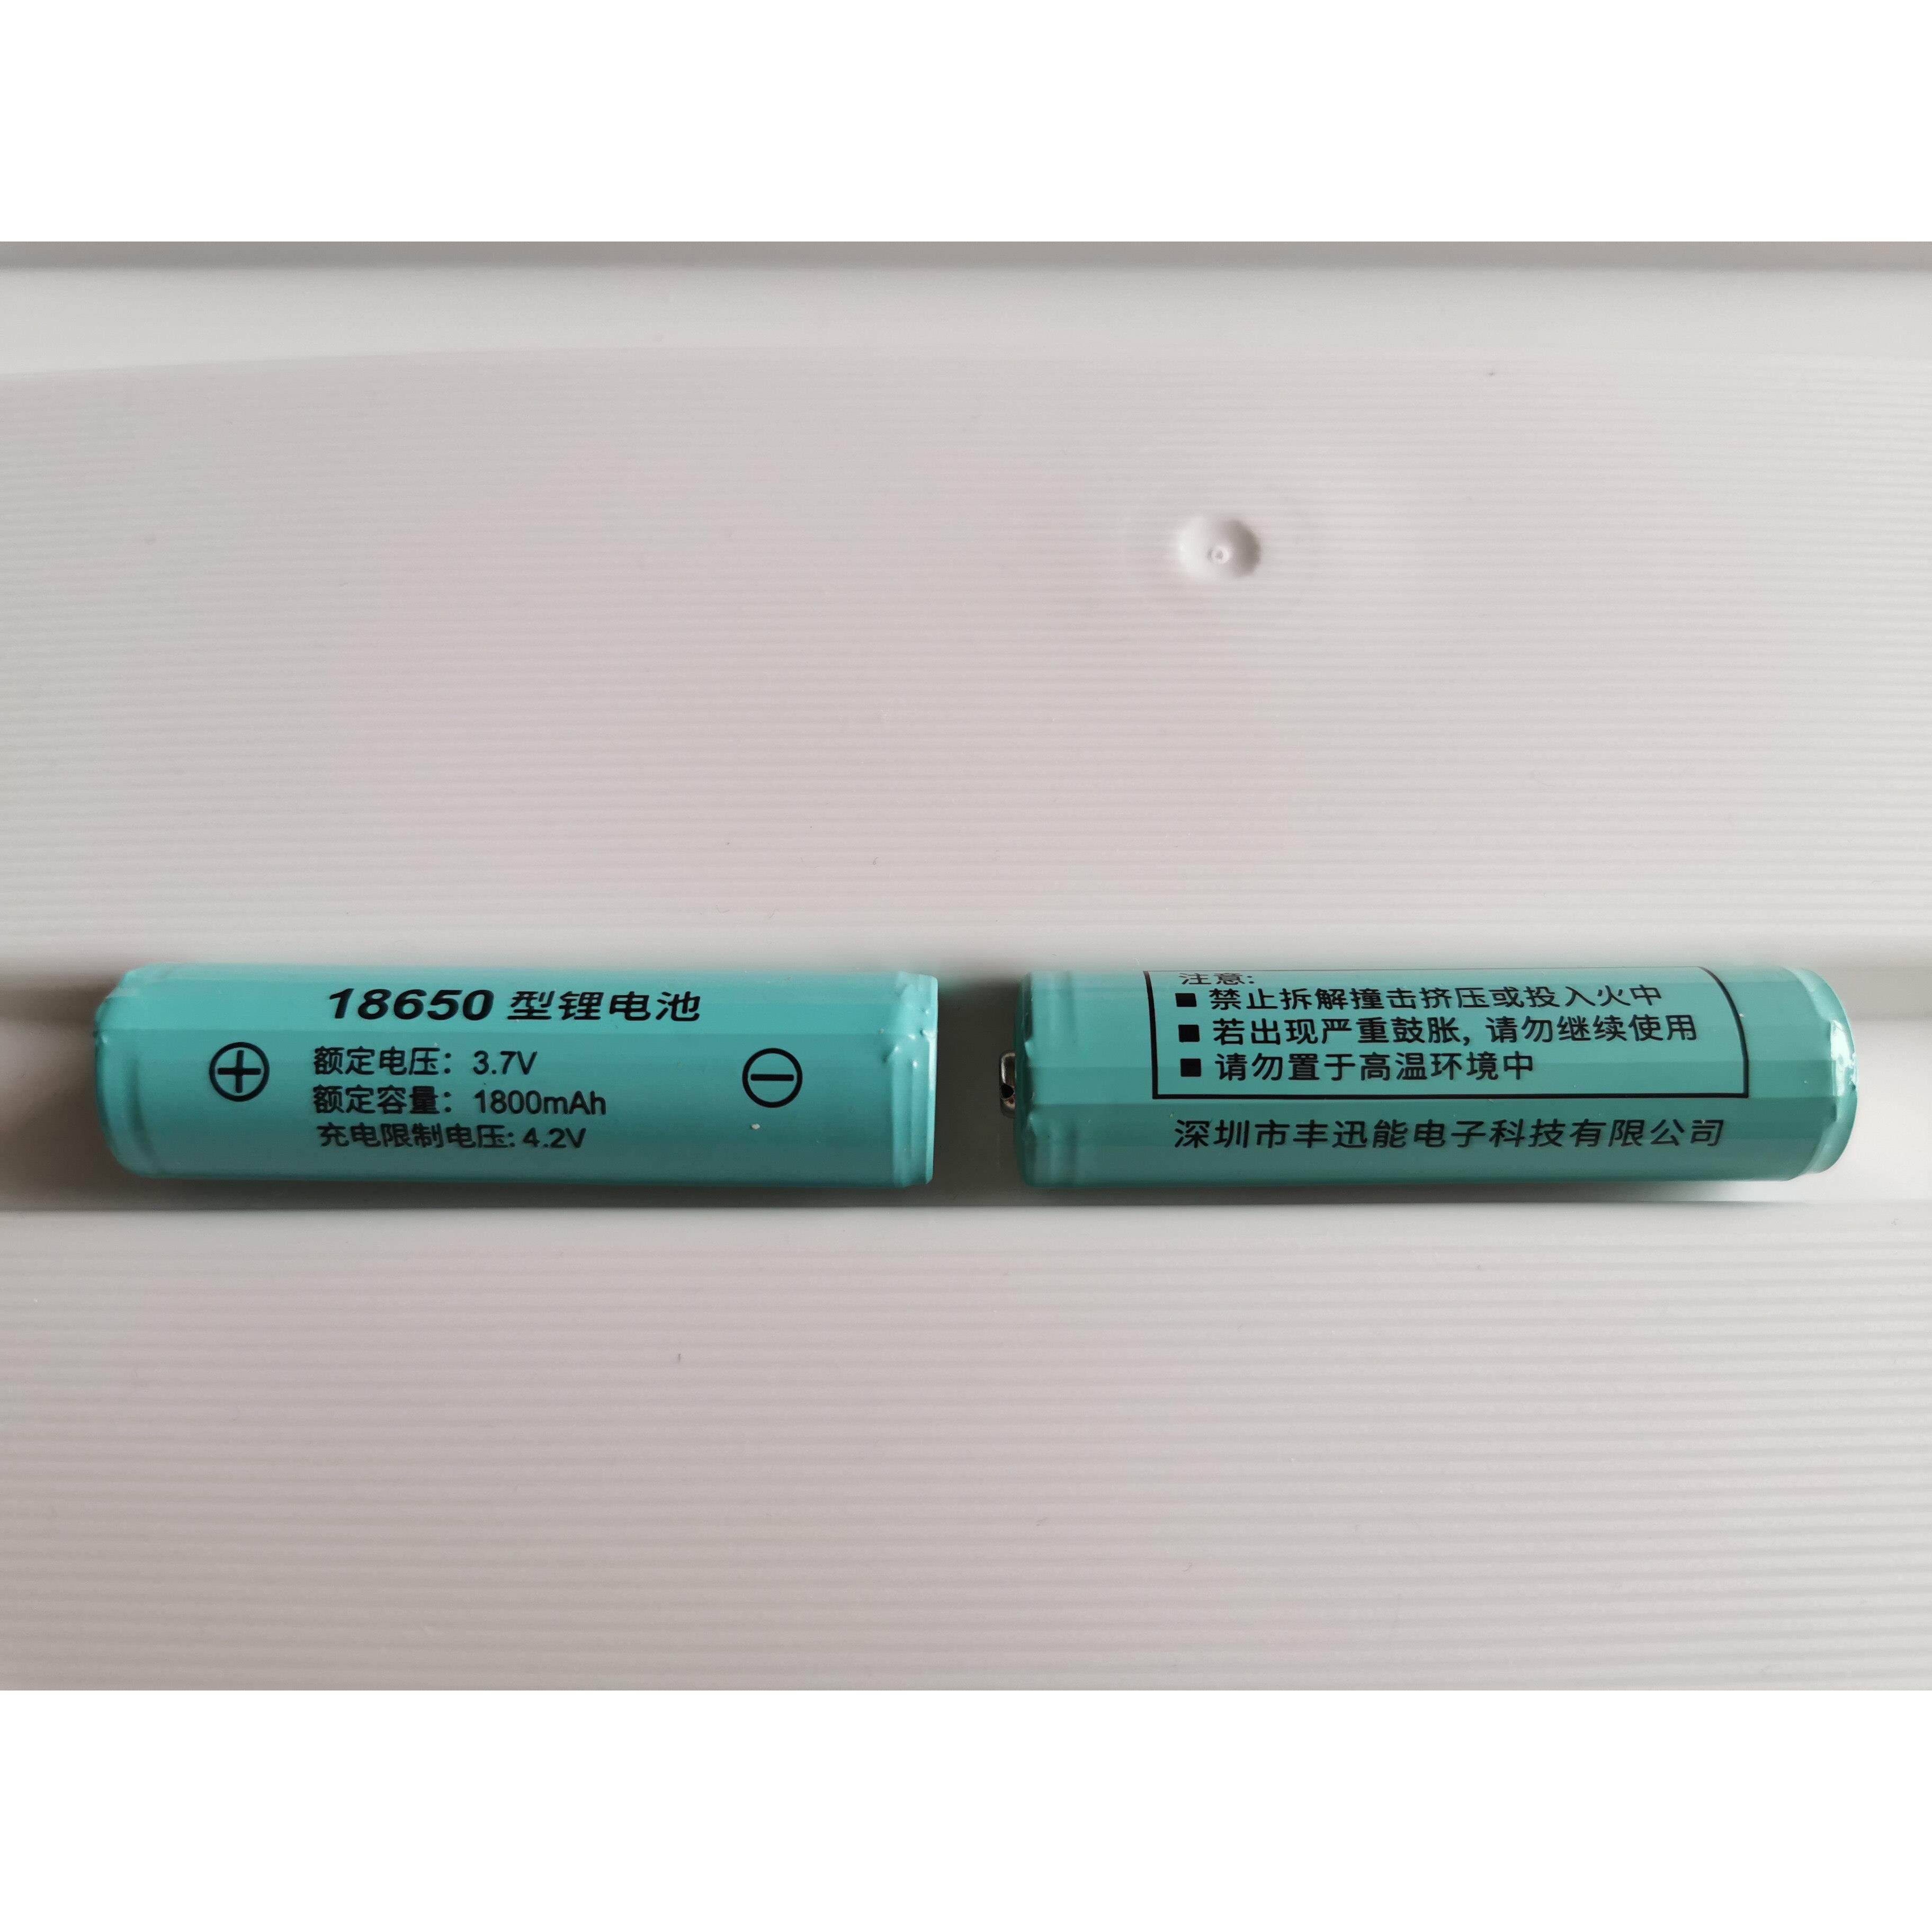 18650 型锂电池
额定电压：3.7V
额定容量：1800mAh
充电限制电压：4.2V
注意：
■ 禁止拆解撞击挤压或投入火中
■ 若出现严重鼓胀，请勿继续使用
■ 请勿置于高温环境中
深圳市丰迅能电子科技有限公司